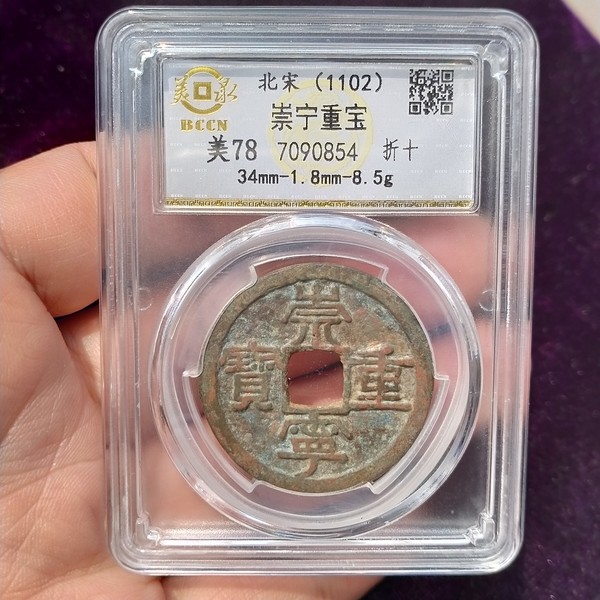 美泉
BCCN
北宋 (1102)
崇宁重宝
美78 7090854 折十
34mm-1.8mm-8.5g
崇
寶 重
寧